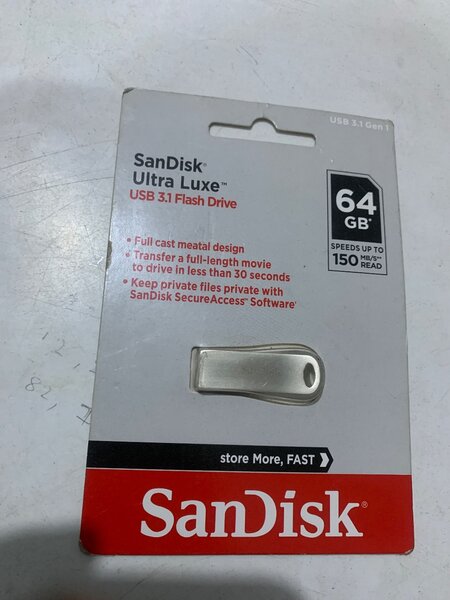 USB 3.1 Gen 1
SanDisk®
Ultra Luxe™
USB 3.1 Flash Drive
64
GB*
SPEEDS UP TO
150 MB/S**
READ
• Full cast meatal design
• Transfer a full-length movie
to drive in less than 30 seconds
• Keep private files private with
SanDisk SecureAccess™ Software†
store More, FAST
SanDisk®